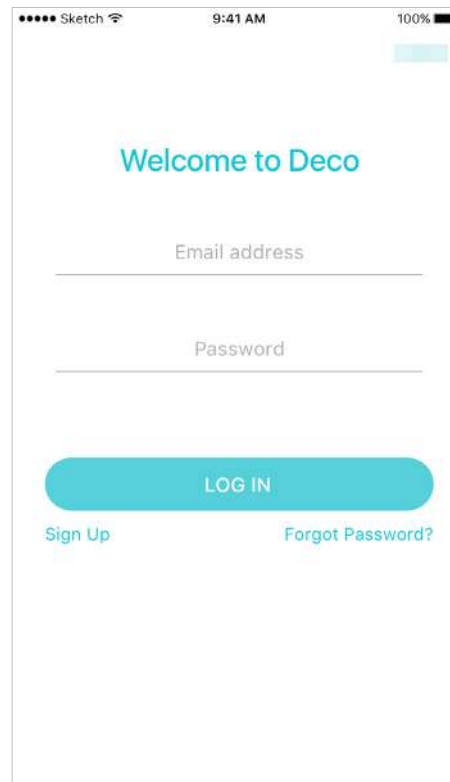 Sketch 9:41 AM 100%
Welcome to Deco
Email address
Password
LOG IN
Sign Up Forgot Password?